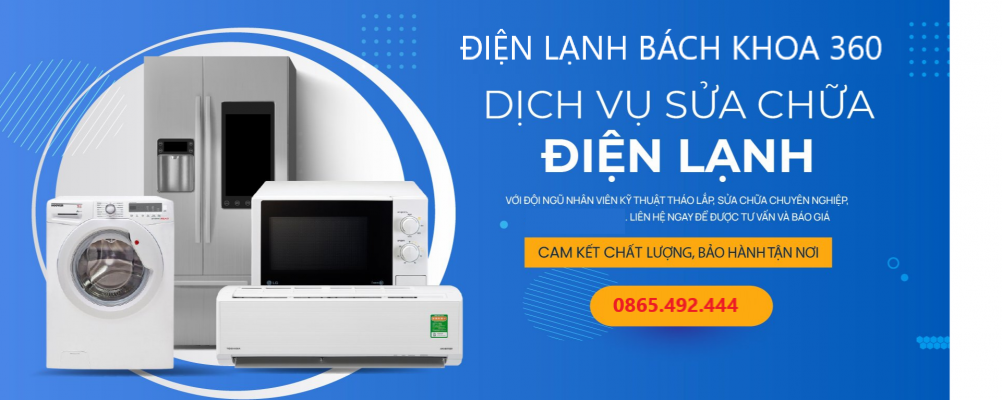 ĐIỆN LẠNH BÁCH KHOA 360
DỊCH VỤ SỬA CHỮA
ĐIỆN LẠNH
VỚI ĐỘI NGŨ NHÂN VIÊN KỸ THUẬT THÁO LẮP, SỬA CHỮA CHUYÊN NGHIỆP,
. LIÊN HỆ NGAY ĐỂ ĐƯỢC TƯ VẤN VÀ BÁO GIÁ
CAM KẾT CHẤT LƯỢNG, BẢO HÀNH TẬN NƠI
0865.492.444